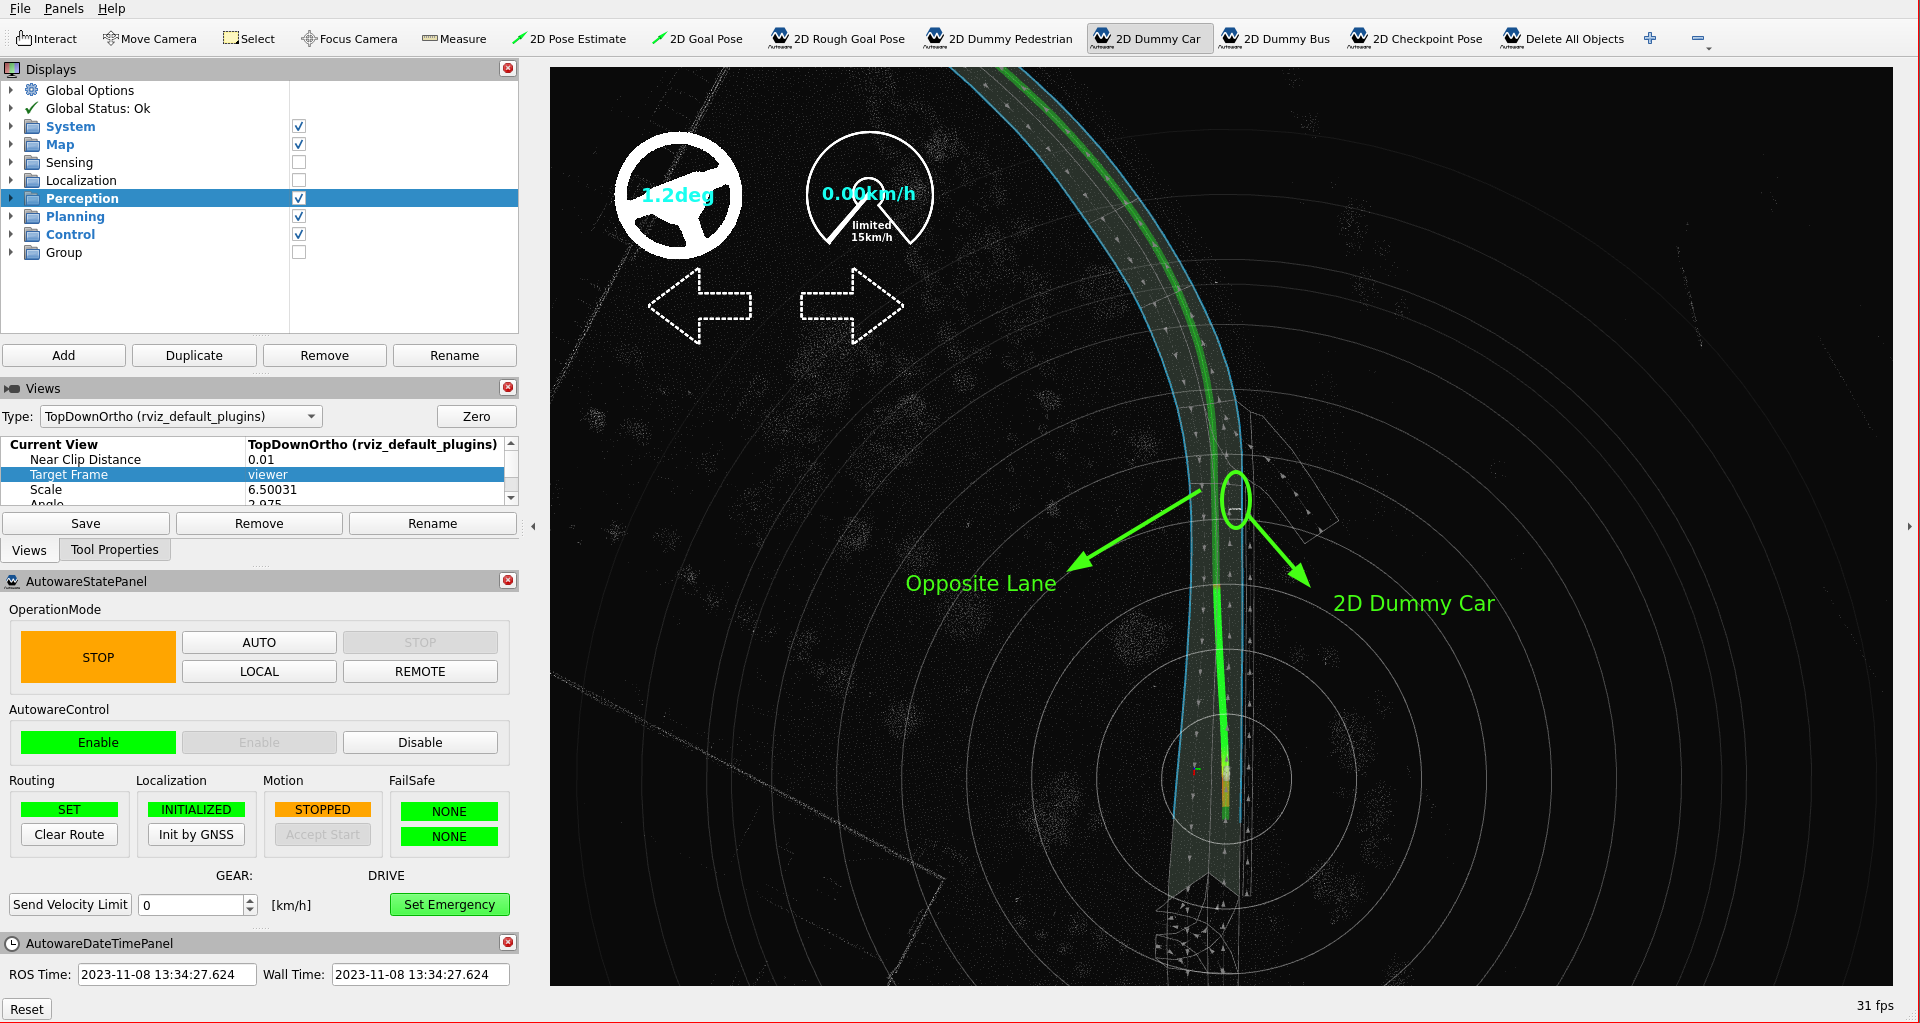 File Panels Help
Interact Move Camera Select Focus Camera Measure 2D Pose Estimate 2D Goal Pose 2D Rough Goal Pose 2D Dummy Pedestrian 2D Dummy Car 2D Dummy Bus 2D Checkpoint Pose Delete All Objects
Displays
Global Options
Global Status: Ok
System
Map
Sensing
Localization
Perception
Planning
Control
Group
Add Duplicate Remove Rename
Views
Type: TopDownOrtho (rviz_default_plugins) Zero
Current View TopDownOrtho (rviz_default_plugins)
Near Clip Distance 0.01
Target Frame viewer
Scale 6.50031
Angle 2.975
Save Remove Rename
Views Tool Properties
AutowareStatePanel
OperationMode
STOP AUTO STOP
LOCAL REMOTE
AutowareControl
Enable Enable Disable
Routing Localization Motion FailSafe
SET INITIALIZED STOPPED NONE
Clear Route Init by GNSS Accept Start NONE
GEAR: DRIVE
Send Velocity Limit 0 [km/h] Set Emergency
AutowareDateTimePanel
ROS Time: 2023-11-08 13:34:27.624 Wall Time: 2023-11-08 13:34:27.624
Reset
1.2deg
0.00km/h
limited
15km/h
Opposite Lane
2D Dummy Car
31 fps